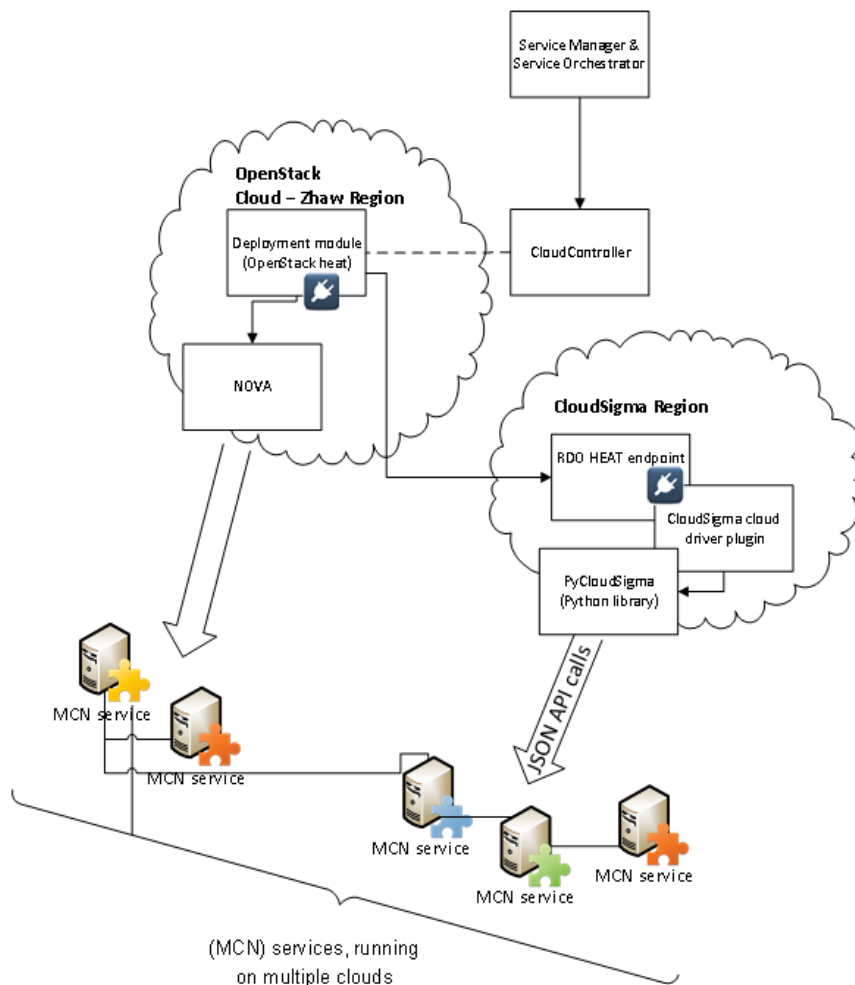 Service Manager &
Service Orchestrator
OpenStack
Cloud – Zhaw Region
Deployment module
(OpenStack heat)
CloudController
NOVA
CloudSigma Region
RDO HEAT endpoint
CloudSigma cloud
driver plugin
PyCloudSigma
(Python library)
JSON API calls
MCN service
MCN service
MCN service
MCN service
MCN service
(MCN) services, running
on multiple clouds